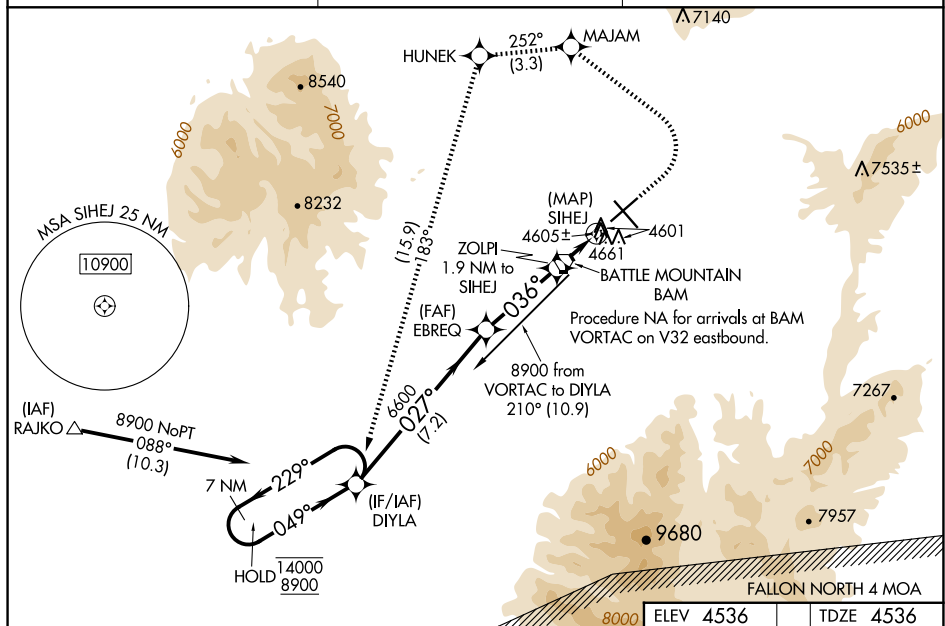 7140
HUNEK
252°
(3.3)
MAJAM
8540
7000
6000
6000
7535±
8232
(MAP)
SIHEJ
4605±
4601
4661
MSA SIHEJ 25 NM
10900
(15.9)
183°
ZOLPI
1.9 NM to
SIHEJ
BATTLE MOUNTAIN
BAM
036°
(FAF)
EBREQ
Procedure NA for arrivals at BAM
VORTAC on V32 eastbound.
8900 from
VORTAC to DIYLA
210° (10.9)
6600
027°
(7.2)
7267
(IAF)
RAJKO
8900 NoPT
088°
(10.3)
6000
7000
7 NM
229°
049°
(IF/IAF)
DIYLA
7957
9680
HOLD
14000
8900
FALLON NORTH 4 MOA
8000
ELEV 4536
TDZE 4536